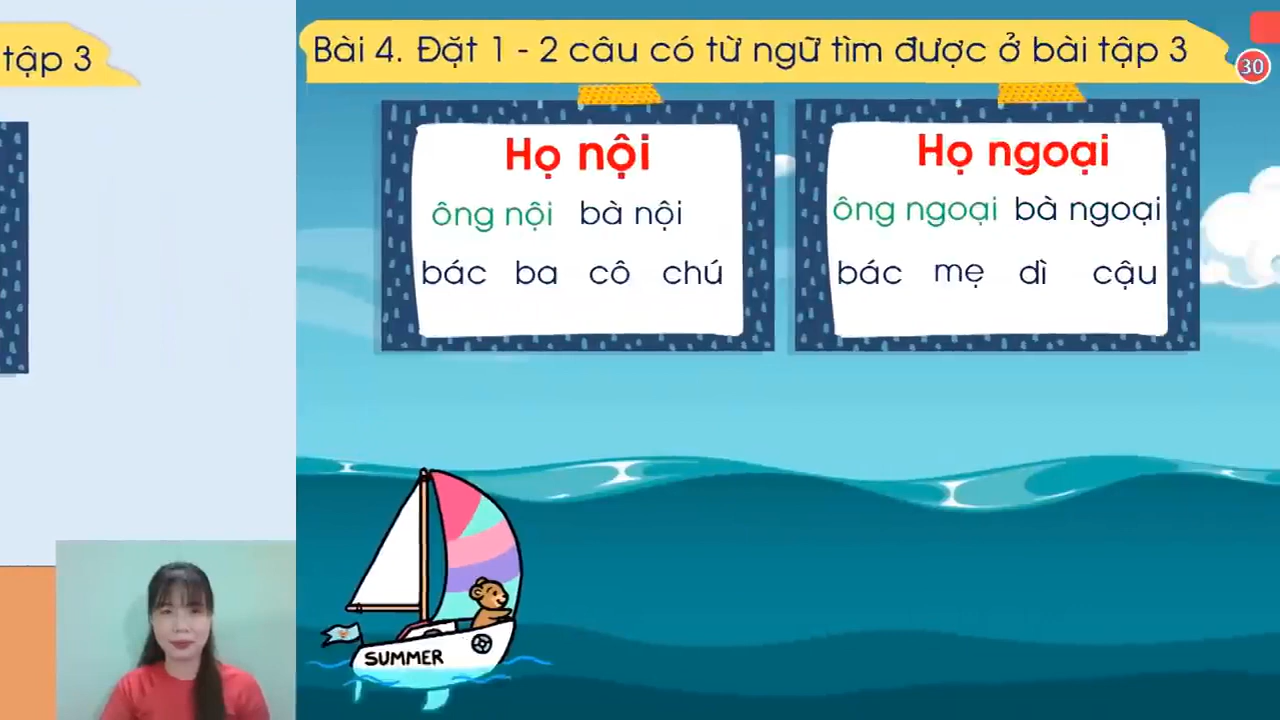 tập 3
Bài 4. Đặt 1 - 2 câu có từ ngữ tìm được ở bài tập 3
30
Họ nội
ông nội bà nội
bác ba cô chú
Họ ngoại
ông ngoại bà ngoại
bác mẹ dì cậu
SUMMER